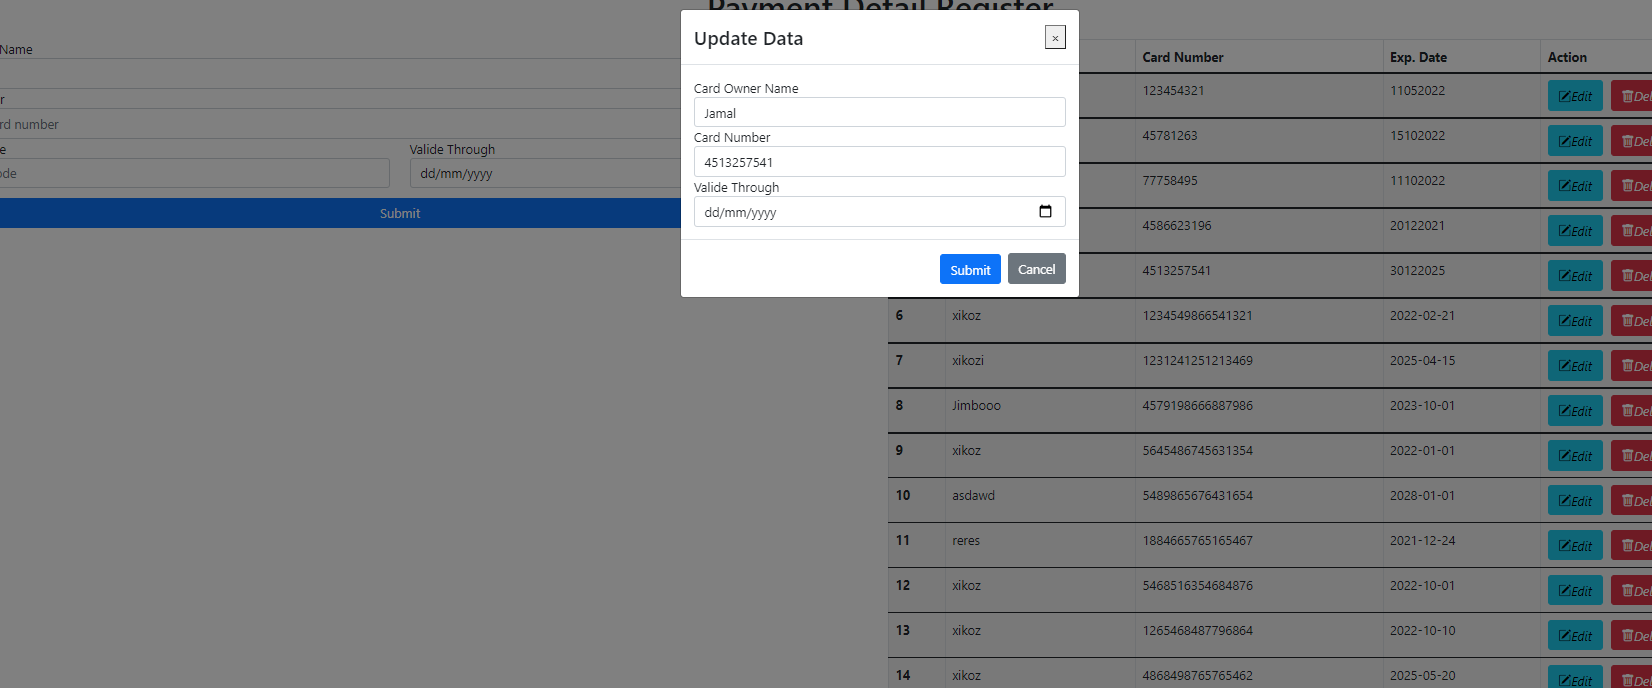 Payment Detail Register
Update Data
×
Card Owner Name
Jamal
Card Number
4513257541
Valide Through
dd/mm/yyyy
Submit Cancel
Name
r
rd number
e Valide Through
ode dd/mm/yyyy
Submit
Card Number Exp. Date Action
123454321 11052022 Edit Del
45781263 15102022 Edit Del
77758495 11102022 Edit Del
4586623196 20122021 Edit Del
4513257541 30122025 Edit Del
6 xikoz 1234549866541321 2022-02-21 Edit Del
7 xikozi 1231241251213469 2025-04-15 Edit Del
8 Jimbooo 4579198666887986 2023-10-01 Edit Del
9 xikoz 5645486745631354 2022-01-01 Edit Del
10 asdawd 5489865676431654 2028-01-01 Edit Del
11 reres 1884665765165467 2021-12-24 Edit Del
12 xikoz 5468516354684876 2022-10-01 Edit Del
13 xikoz 1265468487796864 2022-10-10 Edit Del
14 xikoz 4868498765765462 2025-05-20 Edit Del